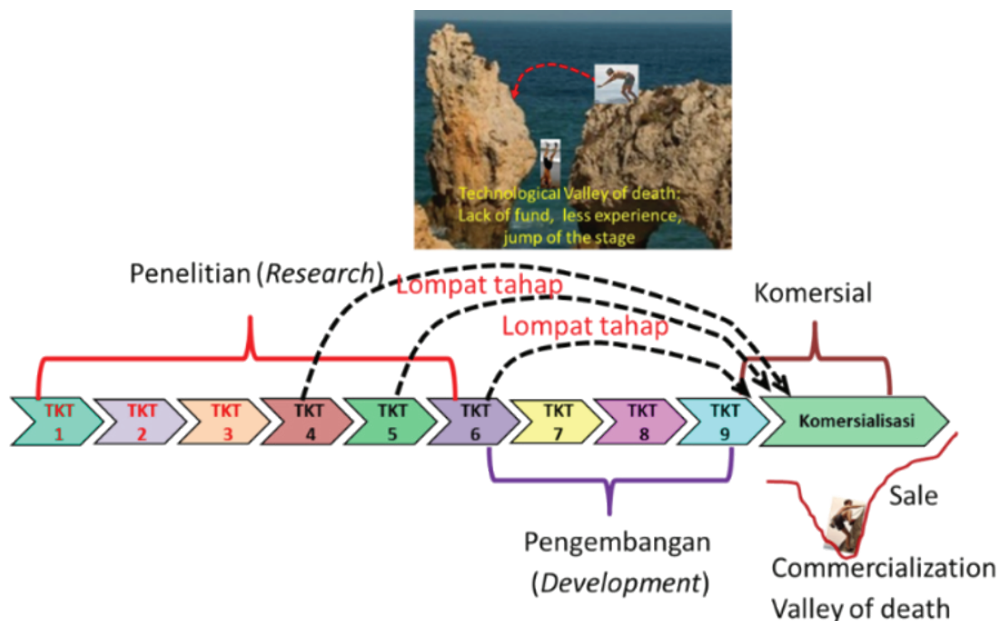 Technological Valley of death:
Lack of fund, less experience,
jump of the stage
Penelitian (Research)
Lompat tahap
Komersial
Lompat tahap
TKT
1
TKT
2
TKT
3
TKT
4
TKT
5
TKT
6
TKT
7
TKT
8
TKT
9
Komersialisasi
Sale
Pengembangan
(Development)
Commercialization
Valley of death